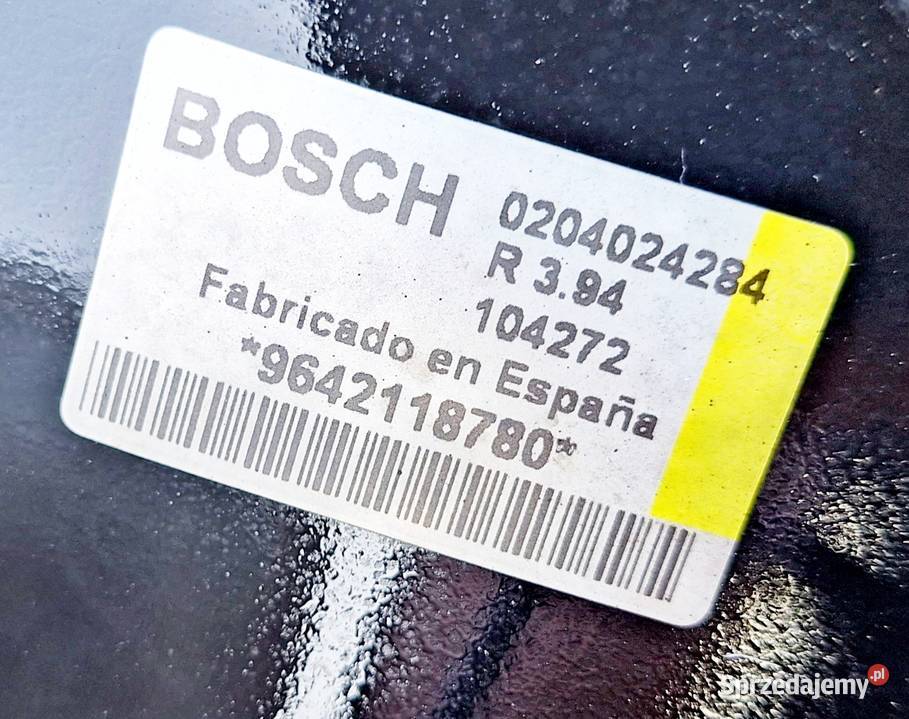 BOSCH
0204024284
R 3.94
104272
Fabricado en España
*9642118780*
Sprzedajemy.pl